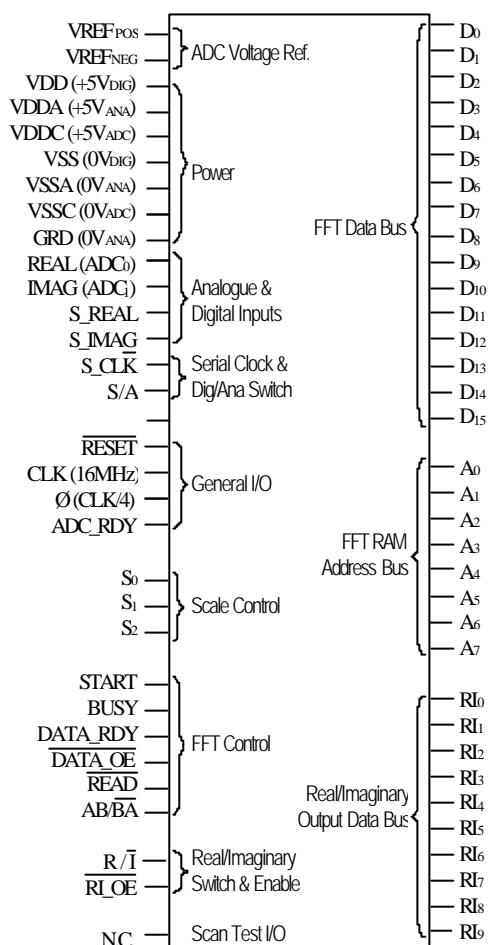 VREFPOS
VREFNEG
ADC Voltage Ref.
VDD (+5VDIG)
VDDA (+5VANA)
VDDC (+5VADC)
VSS (0VDIG)
VSSA (0VANA)
VSSC (0VADC)
GRD (0VANA)
Power
REAL (ADC0)
IMAG (ADC1)
S_REAL
S_IMAG
Analogue &
Digital Inputs
S_CLK
S/A
Serial Clock &
Dig/Ana Switch
RESET
CLK (16MHz)
Ø (CLK/4)
ADC_RDY
General I/O
S0
S1
S2
Scale Control
START
BUSY
DATA_RDY
DATA_OE
READ
AB/BA
FFT Control
R/I
RI_OE
Real/Imaginary
Switch & Enable
NC
Scan Test I/O
FFT Data Bus
D0
D1
D2
D3
D4
D5
D6
D7
D8
D9
D10
D11
D12
D13
D14
D15
FFT RAM
Address Bus
A0
A1
A2
A3
A4
A5
A6
A7
Real/Imaginary
Output Data Bus
RI0
RI1
RI2
RI3
RI4
RI5
RI6
RI7
RI8
RI9